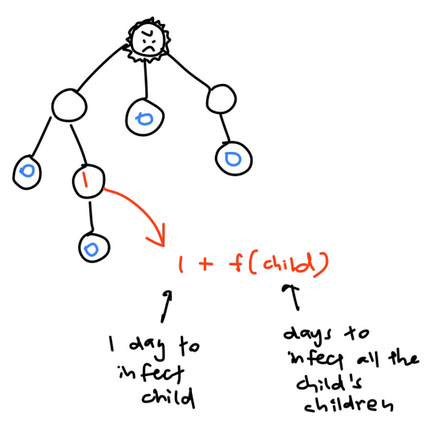 0
0
0
1
0
1 + f(child)
1 day to
infect
child
days to
infect all the
child's
children